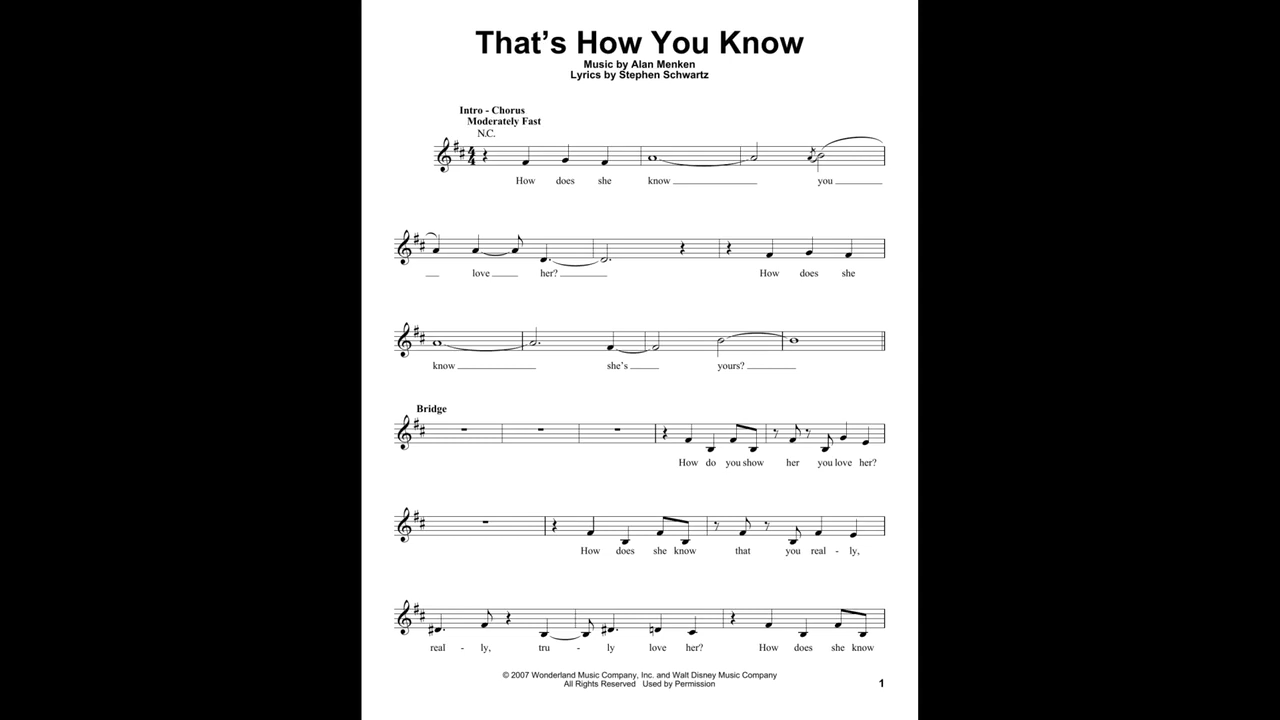 That's How You Know
Music by Alan Menken
Lyrics by Stephen Schwartz
Intro - Chorus
Moderately Fast
N.C.
How does she know you
love her? How does she
know she's yours?
Bridge
How do you show her you love her?
How does she know that you real - ly,
real - ly, tru - ly love her? How does she know
© 2007 Wonderland Music Company, Inc. and Walt Disney Music Company
All Rights Reserved Used by Permission
1